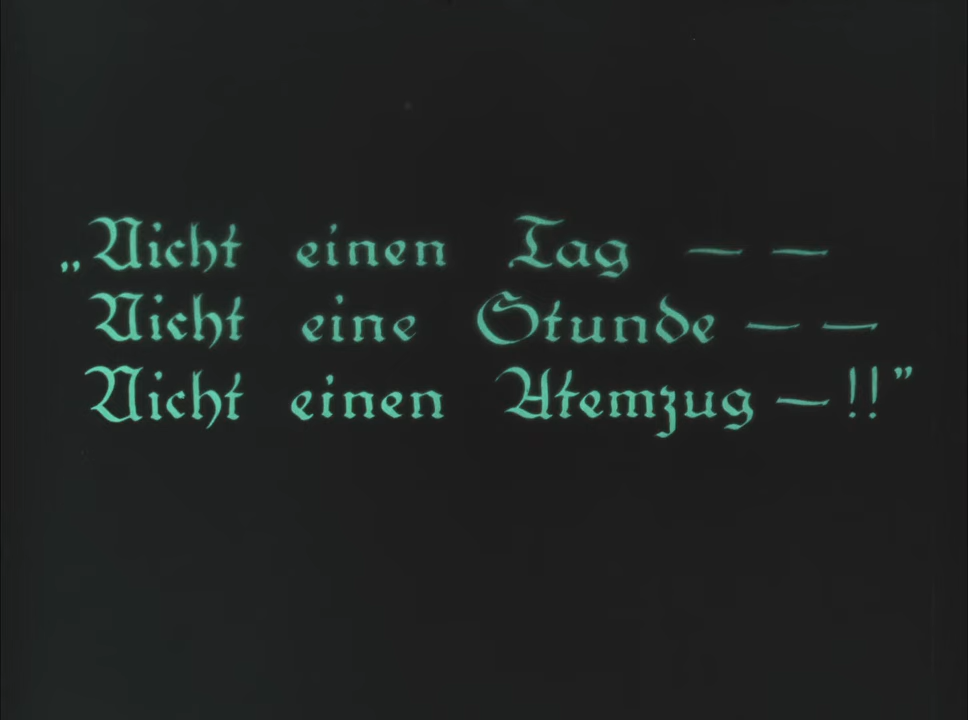 „Nicht einen Tag — —
Nicht eine Stunde — —
Nicht einen Atemzug —!!”